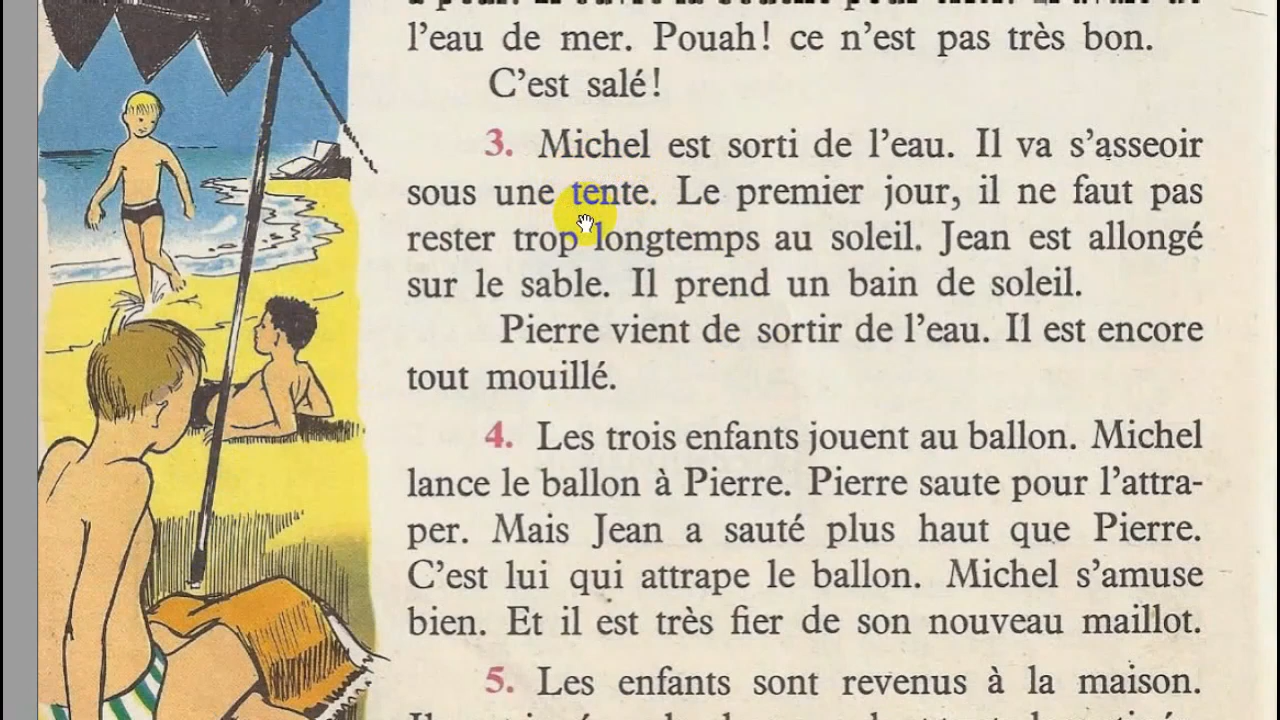 l'eau de mer. Pouah! ce n'est pas très bon.
C'est salé!
3. Michel est sorti de l'eau. Il va s'asseoir
sous une tente. Le premier jour, il ne faut pas
rester trop longtemps au soleil. Jean est allongé
sur le sable. Il prend un bain de soleil.
Pierre vient de sortir de l'eau. Il est encore
tout mouillé.
4. Les trois enfants jouent au ballon. Michel
lance le ballon à Pierre. Pierre saute pour l'attra-
per. Mais Jean a sauté plus haut que Pierre.
C'est lui qui attrape le ballon. Michel s'amuse
bien. Et il est très fier de son nouveau maillot.
5. Les enfants sont revenus à la maison.